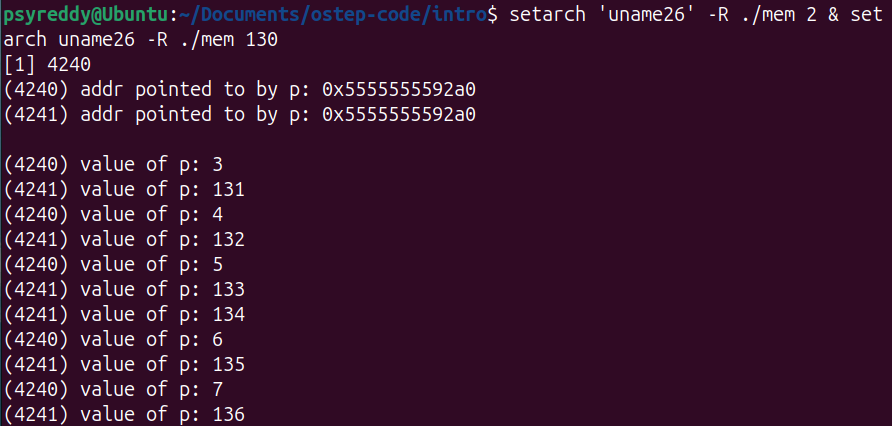 psyreddy@Ubuntu:~/Documents/ostep-code/intro$ setarch 'uname26' -R ./mem 2 & set
arch uname26 -R ./mem 130
[1] 4240
(4240) addr pointed to by p: 0x5555555592a0
(4241) addr pointed to by p: 0x5555555592a0

(4240) value of p: 3
(4241) value of p: 131
(4240) value of p: 4
(4241) value of p: 132
(4240) value of p: 5
(4241) value of p: 133
(4241) value of p: 134
(4240) value of p: 6
(4241) value of p: 135
(4240) value of p: 7
(4241) value of p: 136